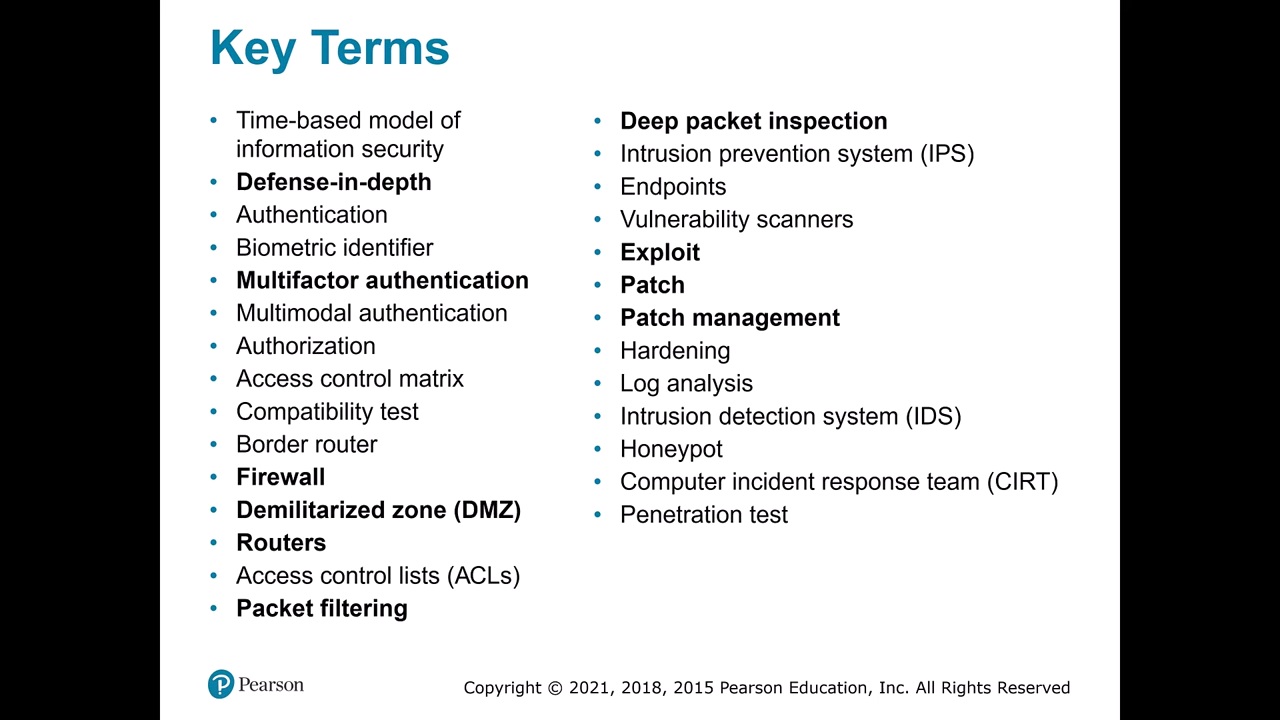 Key Terms
• Time-based model of
information security
• Defense-in-depth
• Authentication
• Biometric identifier
• Multifactor authentication
• Multimodal authentication
• Authorization
• Access control matrix
• Compatibility test
• Border router
• Firewall
• Demilitarized zone (DMZ)
• Routers
• Access control lists (ACLs)
• Packet filtering
• Deep packet inspection
• Intrusion prevention system (IPS)
• Endpoints
• Vulnerability scanners
• Exploit
• Patch
• Patch management
• Hardening
• Log analysis
• Intrusion detection system (IDS)
• Honeypot
• Computer incident response team (CIRT)
• Penetration test
P Pearson
Copyright © 2021, 2018, 2015 Pearson Education, Inc. All Rights Reserved